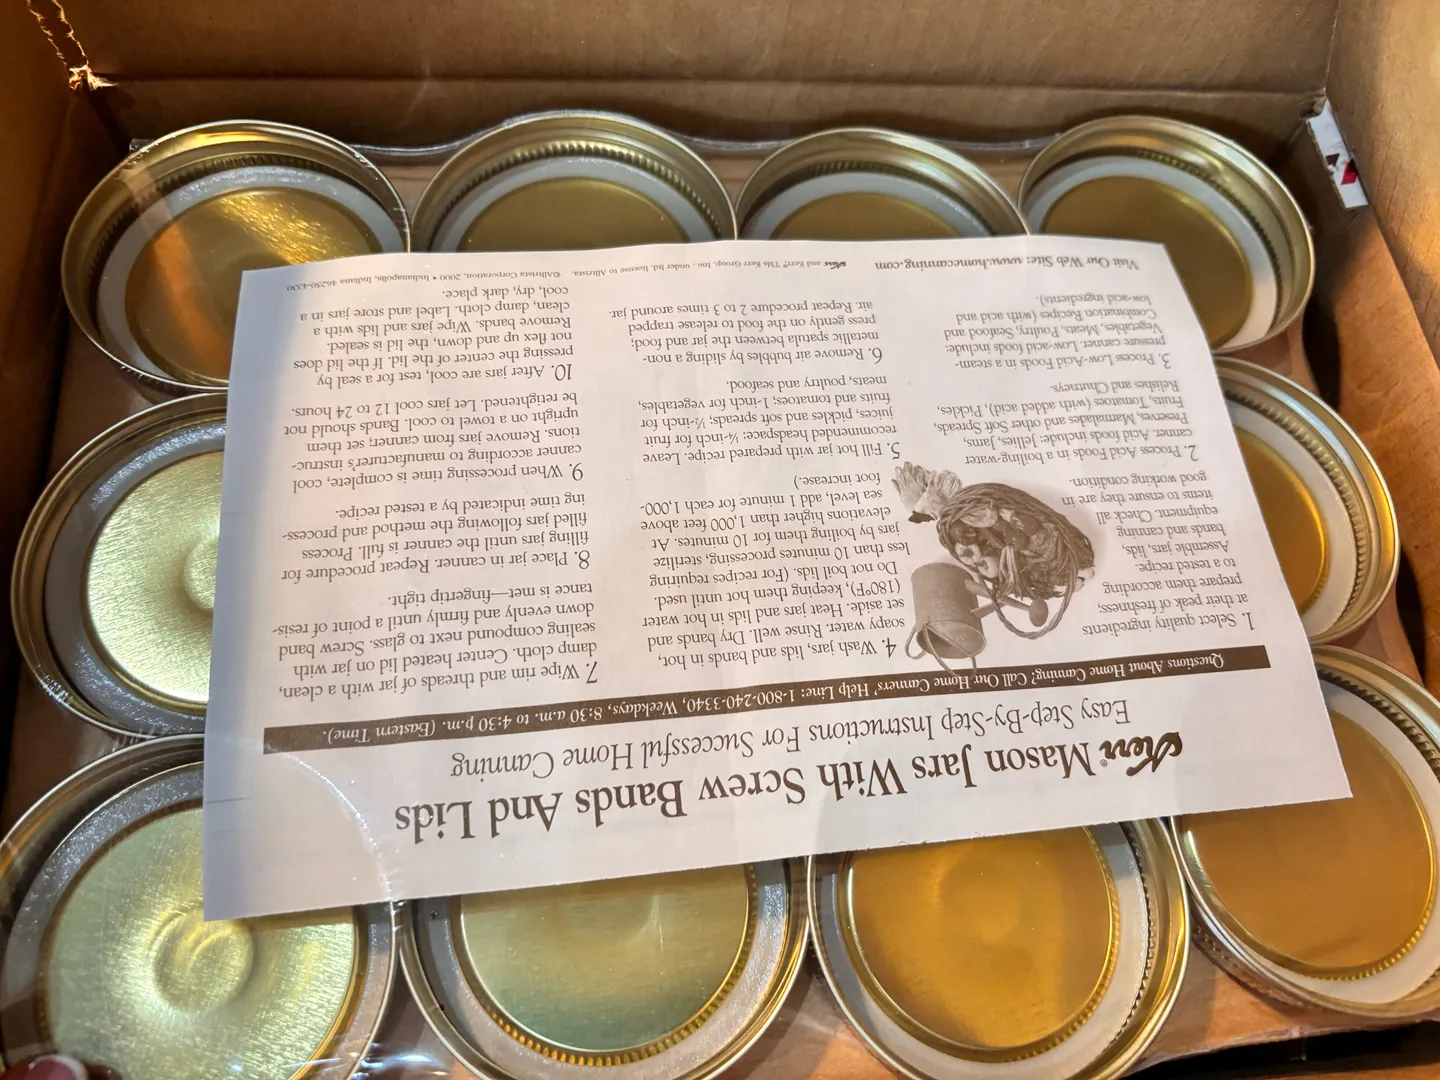 Kerr® Mason Jars With Screw Bands And Lids
Easy Step-By-Step Instructions For Successful Home Canning
Questions About Home Canning? Call Our Home Canners' Help Line: 1-800-240-3340, Weekdays, 8:30 a.m. to 4:30 p.m. (Eastern Time).
1. Select quality ingredients
at their peak of freshness;
prepare them according
to a tested recipe.
Assemble jars, lids,
bands and canning
equipment. Check all
items to ensure they are in
good working condition.
2. Process Acid Foods in a boiling-water
canner. Acid foods include: Jellies, Jams,
Preserves, Marmalades and other Soft Spreads,
Fruits, Tomatoes (with added acid), Pickles,
Relishes and Chutneys.
3. Process Low-Acid Foods in a steam-
pressure canner. Low-acid foods include:
Vegetables, Meats, Poultry, Seafood and
Combination Recipes (with acid and
low-acid ingredients).
Visit Our Web Site: www.homecanning.com
4. Wash jars, lids and bands in hot,
soapy water. Rinse well. Dry bands and
set aside. Heat jars and lids in hot water
(180°F), keeping them hot until used.
Do not boil lids. (For recipes requiring
less than 10 minutes processing, sterilize
jars by boiling them for 10 minutes. At
elevations higher than 1,000 feet above
sea level, add 1 minute for each 1,000-
foot increase.)
5. Fill hot jar with prepared recipe. Leave
recommended headspace: ¼-inch for fruit
juices, pickles and soft spreads; ½-inch for
fruits and tomatoes; 1-inch for vegetables,
meats, poultry and seafood.
6. Remove air bubbles by sliding a non-
metallic spatula between the jar and food;
press gently on the food to release trapped
air. Repeat procedure 2 to 3 times around jar.
Kerr and Kerr? TMs Kerr Group, Inc., under license to Alltrista. ©Alltrista Corporation, 2000 • Indianapolis, Indiana 46250-4330
7. Wipe rim and threads of jar with a clean,
damp cloth. Center heated lid on jar with
sealing compound next to glass. Screw band
down evenly and firmly until a point of resis-
tance is met—fingertip tight.
8. Place jar in canner. Repeat procedure for
filling jars until the canner is full. Process
filled jars following the method and process-
ing time indicated by a tested recipe.
9. When processing time is complete, cool
canner according to manufacturer's instruc-
tions. Remove jars from canner; set them
upright on a towel to cool. Bands should not
be retightened. Let jars cool 12 to 24 hours.
10. After jars are cool, test for a seal by
pressing the center of the lid. If the lid does
not flex up and down, the lid is sealed.
Remove bands. Wipe jars and lids with a
clean, damp cloth. Label and store jars in a
cool, dry, dark place.